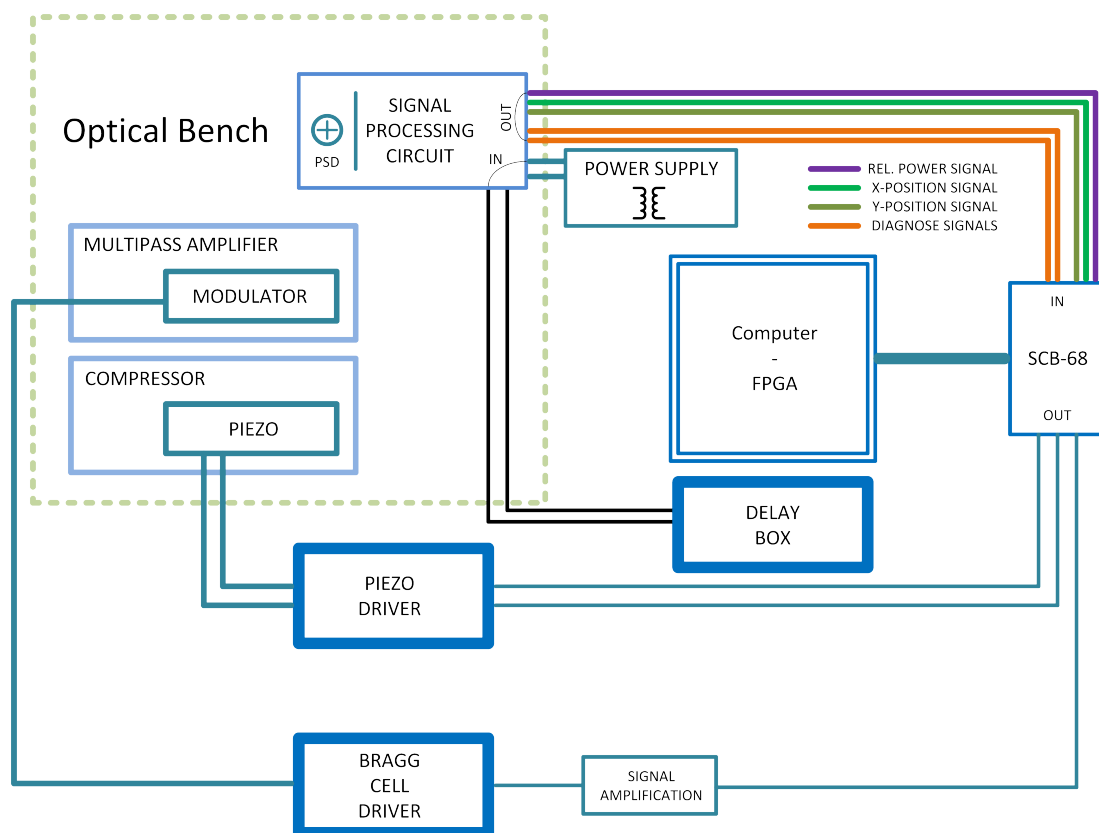 Optical Bench
PSD
SIGNAL
PROCESSING
CIRCUIT
OUT
IN
POWER SUPPLY
REL. POWER SIGNAL
X-POSITION SIGNAL
Y-POSITION SIGNAL
DIAGNOSE SIGNALS
MULTIPASS AMPLIFIER
MODULATOR
COMPRESSOR
PIEZO
Computer
-
FPGA
IN
SCB-68
OUT
DELAY
BOX
PIEZO
DRIVER
BRAGG
CELL
DRIVER
SIGNAL
AMPLIFICATION